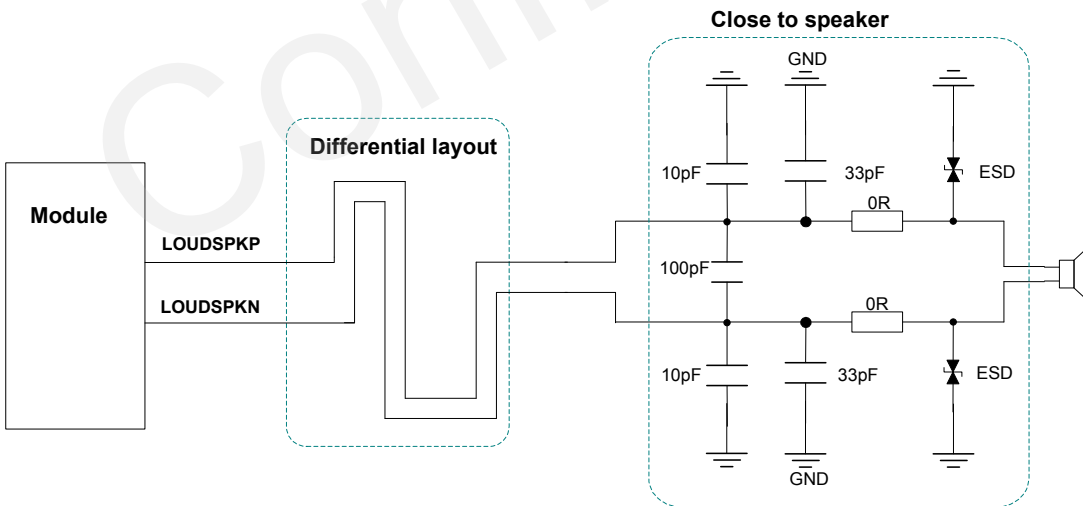 Close to speaker
GND
Differential layout
10pF
33pF
ESD
Module
0R
LOUDSPKP
100pF
LOUDSPKN
0R
10pF
33pF
ESD
GND